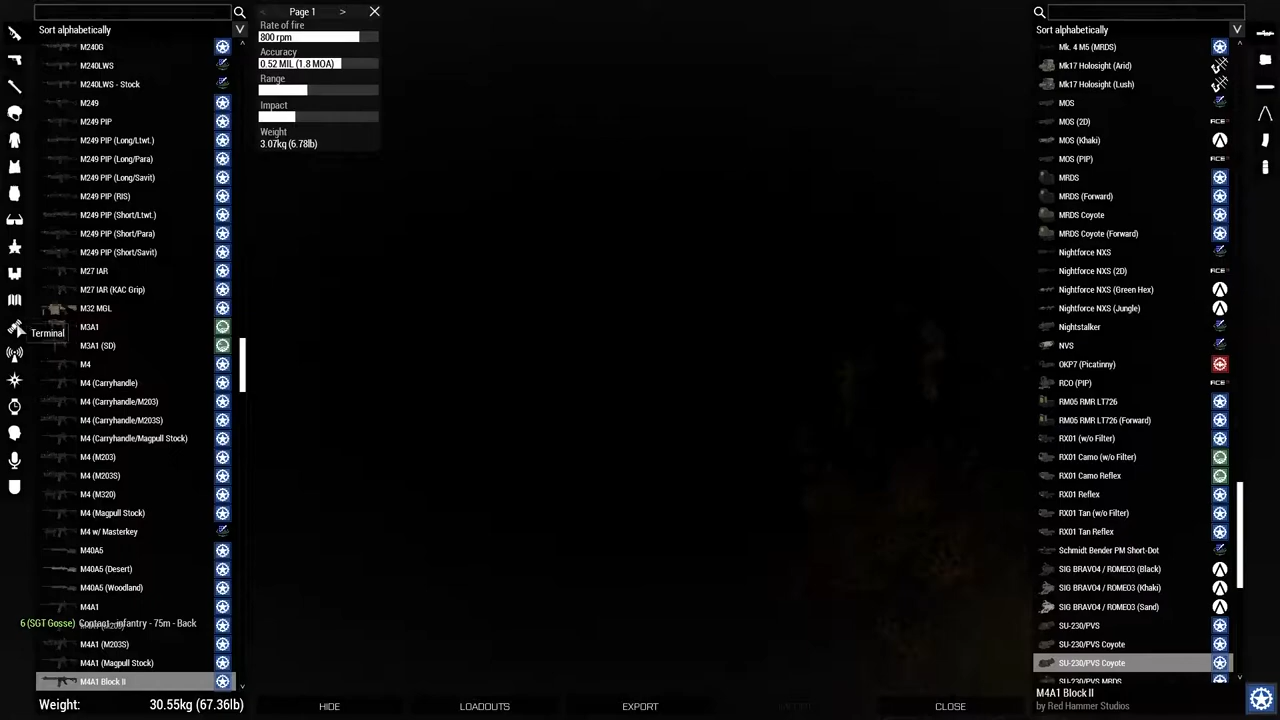 Sort alphabetically
M240G
M240LWS
M240LWS - Stock
M249
M249 PIP
M249 PIP (Long/Ltwt.)
M249 PIP (Long/Para)
M249 PIP (Long/Savit)
M249 PIP (RIS)
M249 PIP (Short/Ltwt.)
M249 PIP (Short/Para)
M249 PIP (Short/Savit)
M27 IAR
M27 IAR (KAC Grip)
M32 MGL
M3A1
Terminal
M3A1 (SD)
M4
M4 (Carryhandle)
M4 (Carryhandle/M203)
M4 (Carryhandle/M203S)
M4 (Carryhandle/Magpull Stock)
M4 (M203)
M4 (M203S)
M4 (M320)
M4 (Magpull Stock)
M4 w/ Masterkey
M40A5
M40A5 (Desert)
M40A5 (Woodland)
M4A1
6 (SGT Gosse) Contact - infantry - 75m - Back
M4A1 (M203S)
M4A1 (Magpull Stock)
M4A1 Block II
Weight: 30.55kg (67.36lb)
< Page 1 >
Rate of fire
800 rpm
Accuracy
0.52 MIL (1.8 MOA)
Range
Impact
Weight
3.07kg (6.78lb)
HIDE
LOADOUTS
EXPORT
CLOSE
Sort alphabetically
Mk. 4 M5 (MRDS)
Mk17 Holosight (Arid)
Mk17 Holosight (Lush)
MOS
MOS (2D)
ACE
MOS (Khaki)
MOS (PIP)
ACE
MRDS
MRDS (Forward)
MRDS Coyote
MRDS Coyote (Forward)
Nightforce NXS
Nightforce NXS (2D)
ACE
Nightforce NXS (Green Hex)
Nightforce NXS (Jungle)
Nightstalker
NVS
OKP7 (Picatinny)
RCO (PIP)
ACE
RM05 RMR LT726
RM05 RMR LT726 (Forward)
RX01 (w/o Filter)
RX01 Camo (w/o Filter)
RX01 Camo Reflex
RX01 Reflex
RX01 Tan (w/o Filter)
RX01 Tan Reflex
Schmidt Bender PM Short-Dot
SIG BRAVO4 / ROMEO3 (Black)
SIG BRAVO4 / ROMEO3 (Khaki)
SIG BRAVO4 / ROMEO3 (Sand)
SU-230/PVS
SU-230/PVS Coyote
SU-230/PVS Coyote
SU-230/PVS MRDS
M4A1 Block II
by Red Hammer Studios